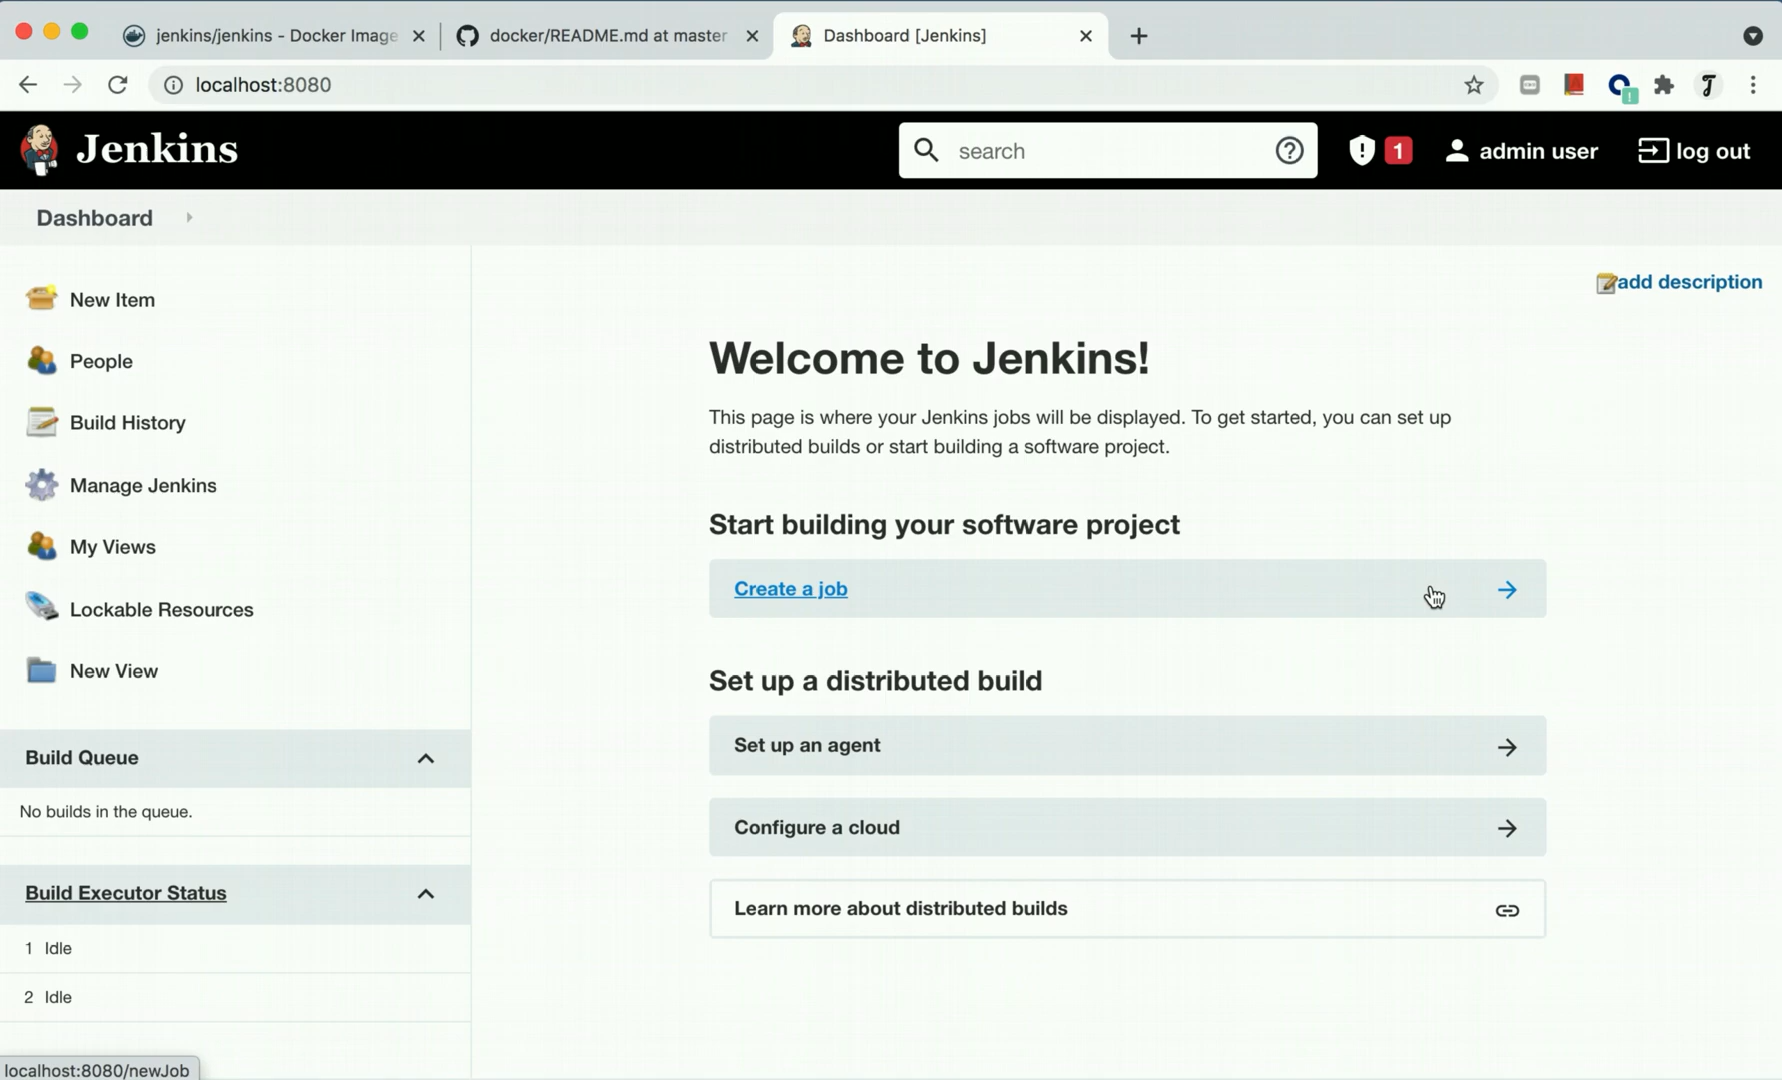 jenkins/jenkins - Docker Image
docker/README.md at master
Dashboard [Jenkins]
localhost:8080
Jenkins
search
1
admin user
log out
Dashboard
New Item
People
Build History
Manage Jenkins
My Views
Lockable Resources
New View
Build Queue
No builds in the queue.
Build Executor Status
1 Idle
2 Idle
add description
Welcome to Jenkins!
This page is where your Jenkins jobs will be displayed. To get started, you can set up
distributed builds or start building a software project.
Start building your software project
Create a job
Set up a distributed build
Set up an agent
Configure a cloud
Learn more about distributed builds
localhost:8080/newJob